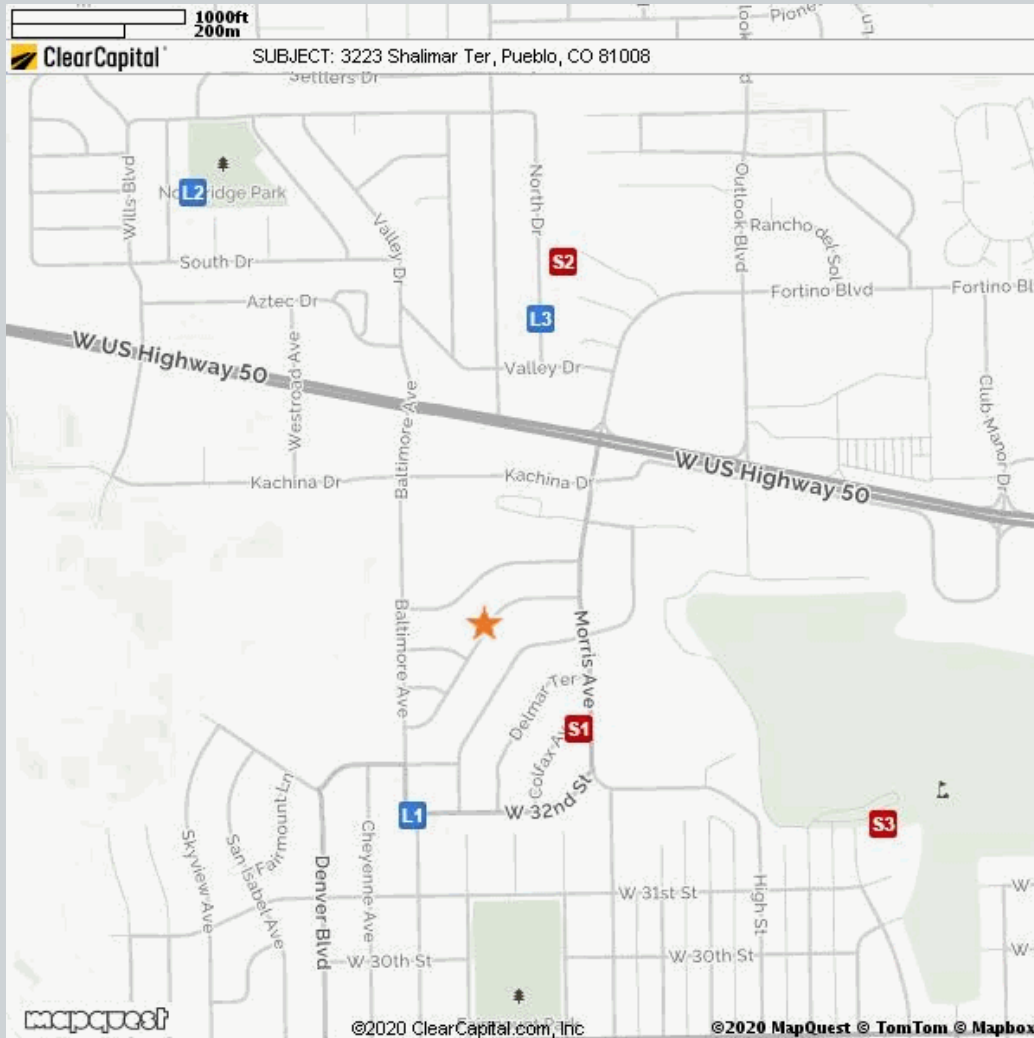 1000ft
200m
Pione
look
Ln
ClearCapital
SUBJECT: 3223 Shalimar Ter, Pueblo, CO 81008
Settlers Dr
Wills Blvd
L2
North Dr
Outlook Blvd
Valley Dr
Rancho del Sol
South Dr
S2
Aztec Dr
Fortino Blvd
Fortino Bl
L3
W US Highway 50
Westroad Ave
Valley Dr
Baltimore Ave
Club Manor Dr
Kachina Dr
Kachina Dr
W US Highway 50
Baltimore Ave
Morris Ave
Delmar Ter
S1
Colfax A
Fairmount Ln
L1
W 32nd St
S3
Skyview Ave
San Isabel Ave
Cheyenne Ave
Denver Blvd
W 31st St
High St
W
W 30th St
W 30th St
W
mapquest
©2020 ClearCapital.com, Inc
©2020 MapQuest © TomTom © Mapbox